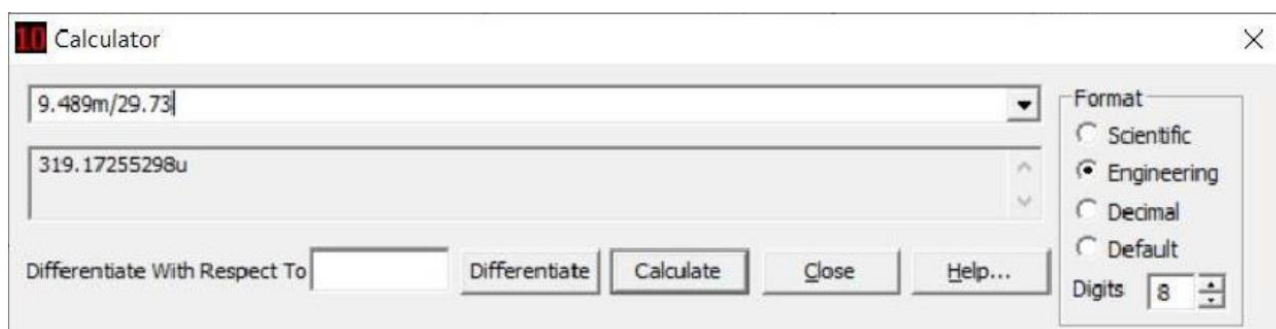 10 Calculator
9.489m/29.73
319.17255298u
Differentiate With Respect To
Differentiate
Calculate
Close
Help...
Format
Scientific
Engineering
Decimal
Default
Digits 8